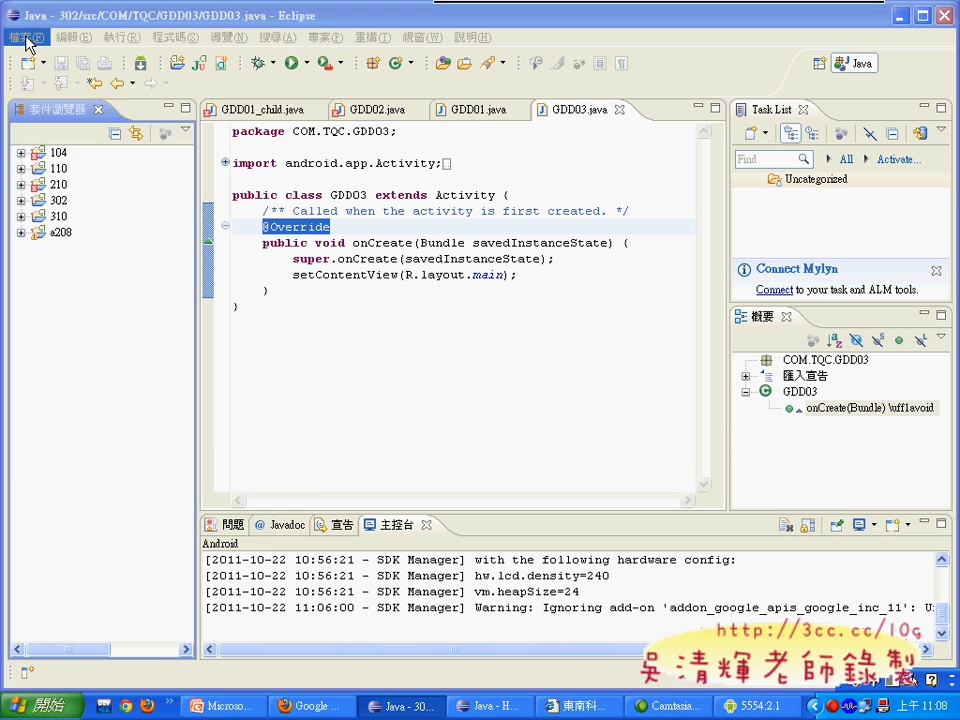 Java - 302/src/COM/TQC/GDD03/GDD03.java - Eclipse
檔案(F) 編輯(E) 執行(R) 程式碼(S) 導覽(N) 搜尋(A) 專案(P) 重構(T) 視窗(W) 說明(H)
Java
套件瀏覽器
104
110
210
302
310
a208
GDD01_child.java GDD02.java GDD01.java GDD03.java
package COM.TQC.GDD03;
import android.app.Activity;
public class GDD03 extends Activity {
/** Called when the activity is first created. */
@Override
public void onCreate(Bundle savedInstanceState) {
super.onCreate(savedInstanceState);
setContentView(R.layout.main);
}
}
Task List
Find All Activate...
Uncategorized
Connect Mylyn
Connect to your task and ALM tools.
概要
COM.TQC.GDD03
匯入宣告
GDD03
onCreate(Bundle) \uff1avoid
問題 @ Javadoc 宣告 主控台
Android
[2011-10-22 10:56:21 - SDK Manager] with the following hardware config:
[2011-10-22 10:56:21 - SDK Manager] hw.lcd.density=240
[2011-10-22 10:56:21 - SDK Manager] vm.heapSize=24
[2011-10-22 11:06:00 - SDK Manager] Warning: Ignoring add-on 'addon_google_apis_google_inc_11': U
http://3cc.cc/10g
吳清輝老師錄製
開始 Microso... Google ... Java - 30... Java - H... 東南科... Camtasia... 5554:2.1 上午 11:08